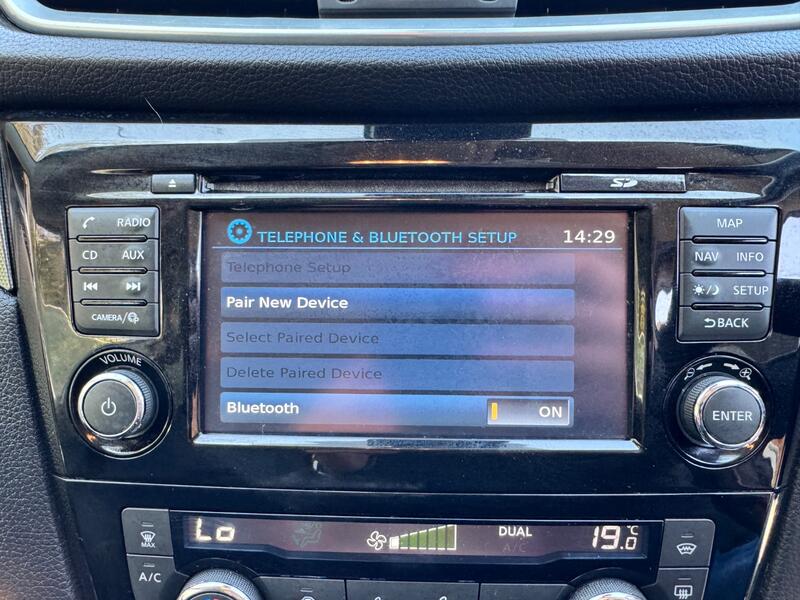 SD
RADIO
CD AUX
CAMERA/
VOLUME
TELEPHONE & BLUETOOTH SETUP 14:29
Telephone Setup
Pair New Device
Select Paired Device
Delete Paired Device
Bluetooth ON
MAP
NAV INFO
SETUP
BACK
ENTER
MAX
A/C
Lo DUAL 19.0 °C
A/C